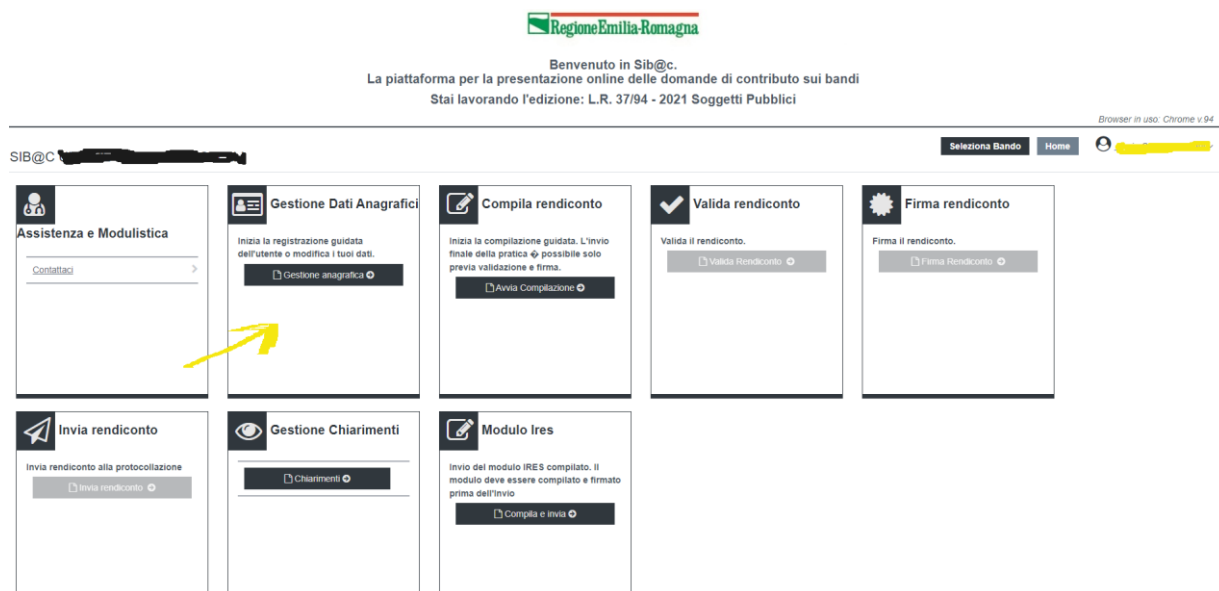 RegioneEmilia-Romagna
Benvenuto in Sib@c.
La piattaforma per la presentazione online delle domande di contributo sui bandi
Stai lavorando l'edizione: L.R. 37/94 - 2021 Soggetti Pubblici
Browser in uso: Chrome v.94
SIB@C
Seleziona Bando
Home
Assistenza e Modulistica
Contattaci
Gestione Dati Anagrafici
Inizia la registrazione guidata
dell'utente o modifica i tuoi dati.
Gestione anagrafica
Compila rendiconto
Inizia la compilazione guidata. L'invio
finale della pratica � possibile solo
previa validazione e firma.
Avvia Compilazione
Valida rendiconto
Valida il rendiconto.
Valida Rendiconto
Firma rendiconto
Firma il rendiconto.
Firma Rendiconto
Invia rendiconto
Invia rendiconto alla protocollazione
Invia rendiconto
Gestione Chiarimenti
Chiarimenti
Modulo Ires
Invio del modulo IRES compilato. Il
modulo deve essere compilato e firmato
prima dell'Invio
Compila e invia